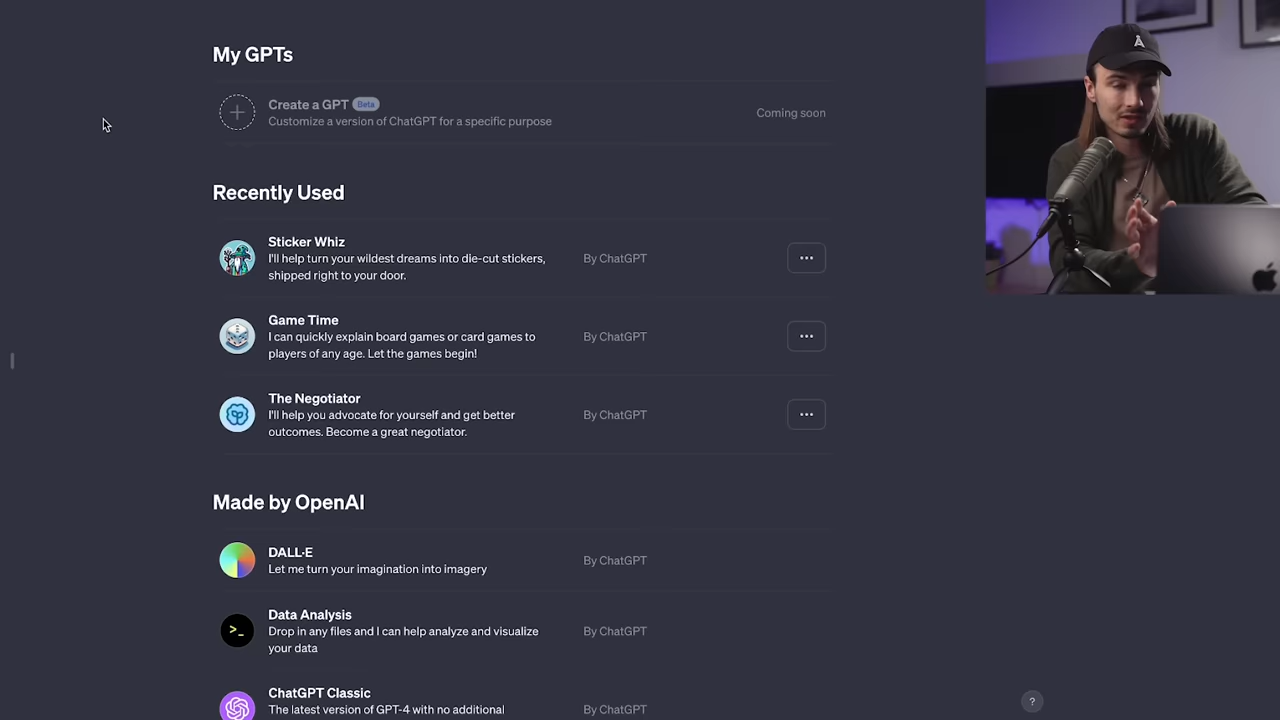 My GPTs
Create a GPT Beta
Customize a version of ChatGPT for a specific purpose
Coming soon
Recently Used
Sticker Whiz
I'll help turn your wildest dreams into die-cut stickers,
shipped right to your door.
By ChatGPT
Game Time
I can quickly explain board games or card games to
players of any age. Let the games begin!
By ChatGPT
The Negotiator
I'll help you advocate for yourself and get better
outcomes. Become a great negotiator.
By ChatGPT
Made by OpenAI
DALL·E
Let me turn your imagination into imagery
By ChatGPT
Data Analysis
Drop in any files and I can help analyze and visualize
your data
By ChatGPT
ChatGPT Classic
The latest version of GPT-4 with no additional
By ChatGPT
?